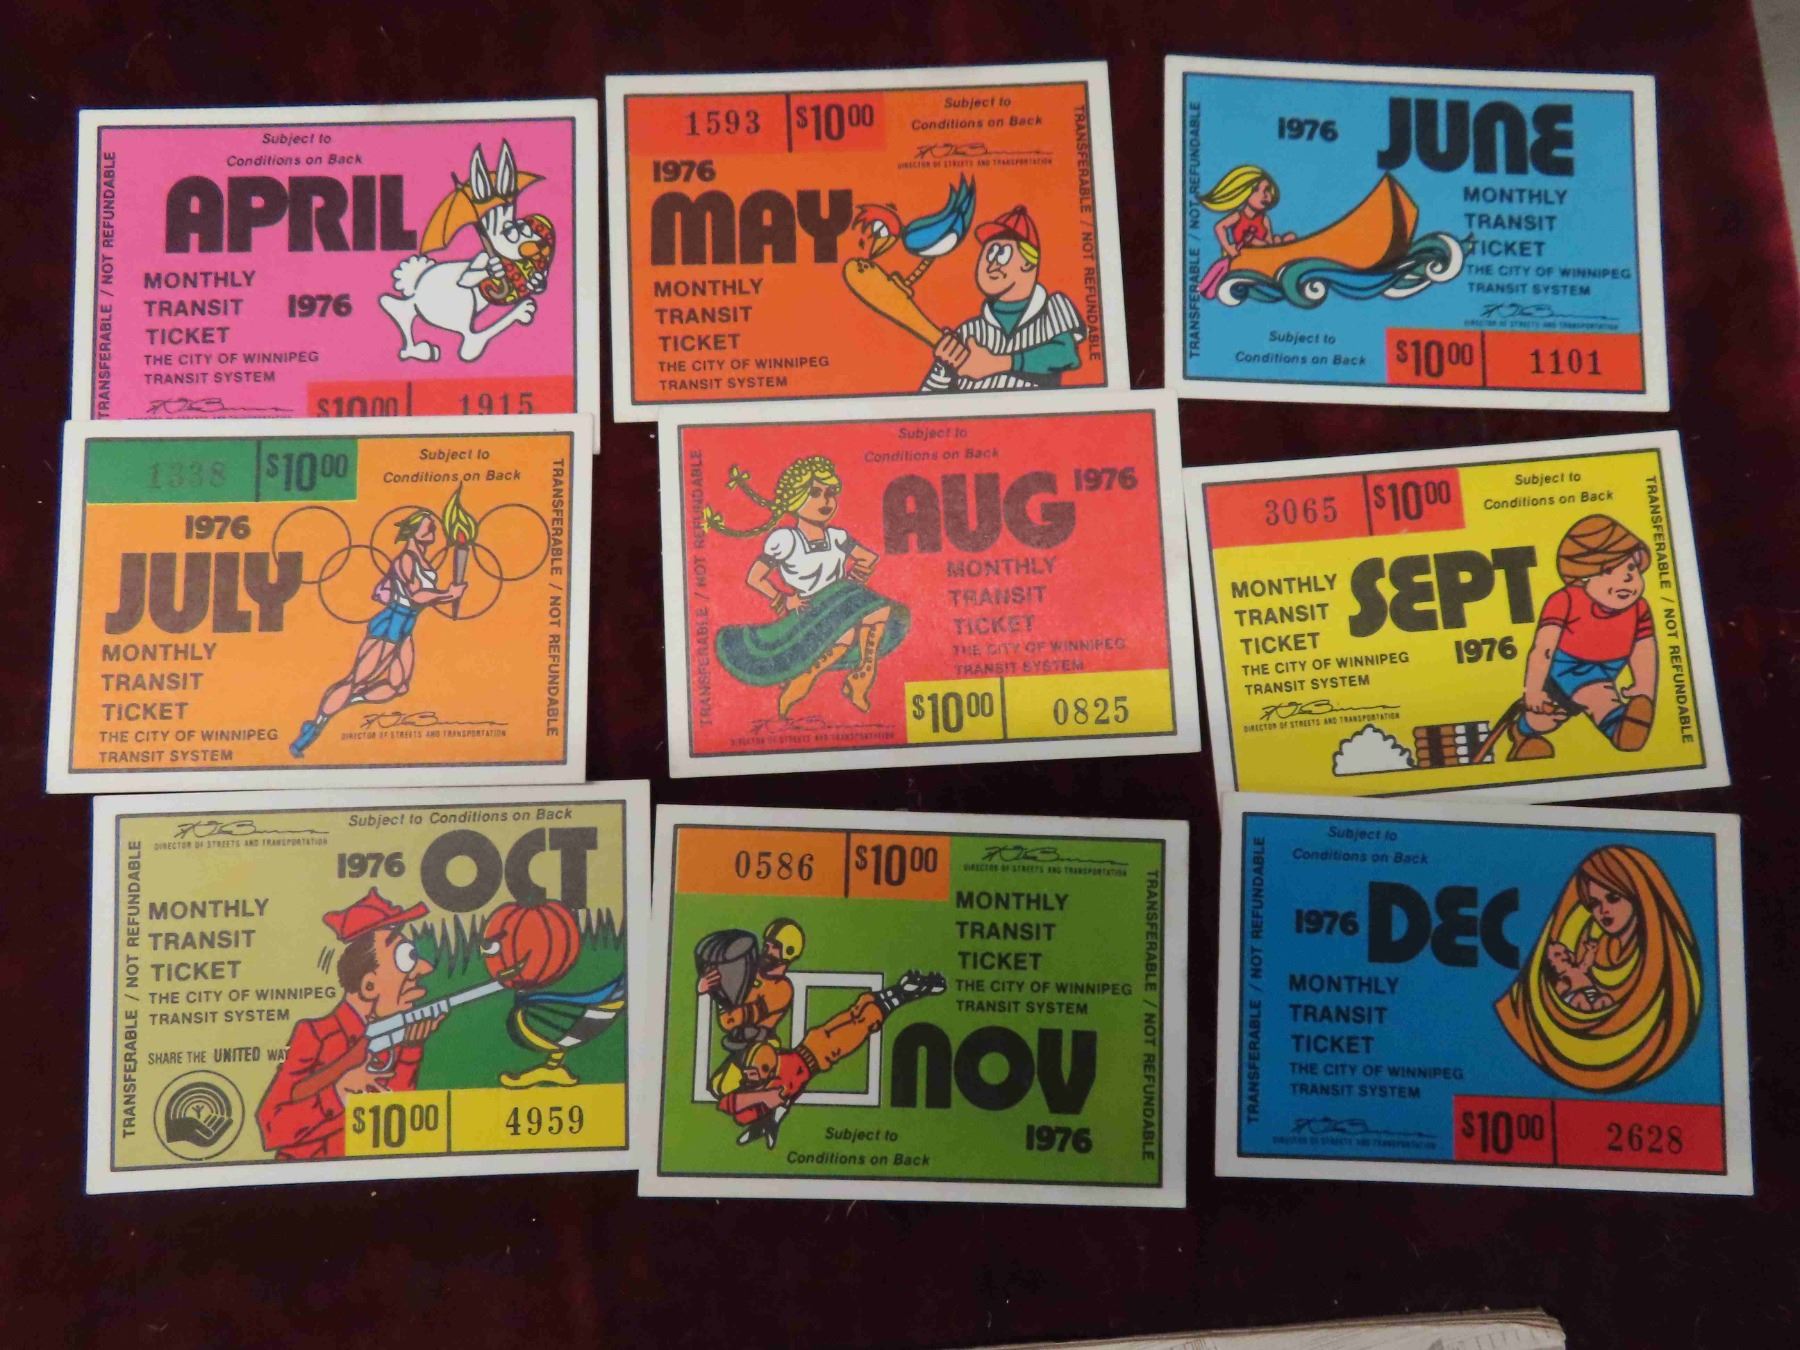 Subject to
Conditions on Back
APRIL
MONTHLY
TRANSIT
TICKET
1976
THE CITY OF WINNIPEG
TRANSIT SYSTEM
$10.00
1915
TRANSFERABLE / NOT REFUNDABLE
1593
$10.00
Subject to
Conditions on Back
DIRECTOR OF STREETS AND TRANSPORTATION
1976
MAY
MONTHLY
TRANSIT
TICKET
THE CITY OF WINNIPEG
TRANSIT SYSTEM
TRANSFERABLE / NOT REFUNDABLE
1976
JUNE
MONTHLY
TRANSIT
TICKET
THE CITY OF WINNIPEG
TRANSIT SYSTEM
DIRECTOR OF STREETS AND TRANSPORTATION
Subject to
Conditions on Back
$10.00
1101
TRANSFERABLE / NOT REFUNDABLE
1338
$10.00
Subject to
Conditions on Back
1976
JULY
MONTHLY
TRANSIT
TICKET
THE CITY OF WINNIPEG
TRANSIT SYSTEM
DIRECTOR OF STREETS AND TRANSPORTATION
TRANSFERABLE / NOT REFUNDABLE
Subject to
Conditions on Back
AUG
1976
MONTHLY
TRANSIT
TICKET
THE CITY OF WINNIPEG
TRANSIT SYSTEM
DIRECTOR OF STREETS AND TRANSPORTATION
$10.00
0825
TRANSFERABLE / NOT REFUNDABLE
3065
$10.00
Subject to
Conditions on Back
MONTHLY
TRANSIT
TICKET
SEPT
1976
THE CITY OF WINNIPEG
TRANSIT SYSTEM
DIRECTOR OF STREETS AND TRANSPORTATION
TRANSFERABLE / NOT REFUNDABLE
Subject to Conditions on Back
DIRECTOR OF STREETS AND TRANSPORTATION
1976
OCT
MONTHLY
TRANSIT
TICKET
THE CITY OF WINNIPEG
TRANSIT SYSTEM
SHARE THE UNITED WAY
$10.00
4959
TRANSFERABLE / NOT REFUNDABLE
0586
$10.00
DIRECTOR OF STREETS AND TRANSPORTATION
MONTHLY
TRANSIT
TICKET
THE CITY OF WINNIPEG
TRANSIT SYSTEM
NOV
1976
Subject to
Conditions on Back
TRANSFERABLE / NOT REFUNDABLE
Subject to
Conditions on Back
1976
DEC
MONTHLY
TRANSIT
TICKET
THE CITY OF WINNIPEG
TRANSIT SYSTEM
DIRECTOR OF STREETS AND TRANSPORTATION
$10.00
2628
TRANSFERABLE / NOT REFUNDABLE